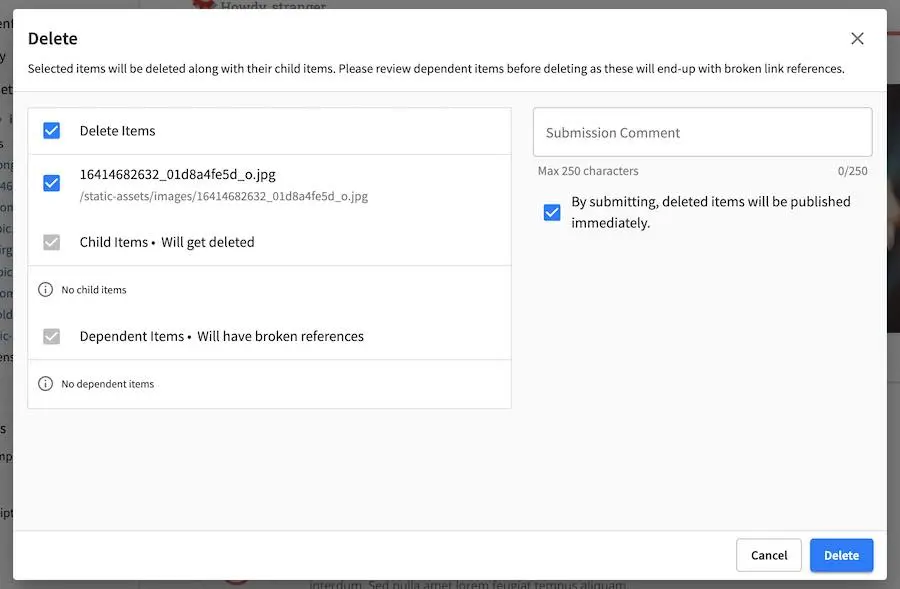 Howdy, stranger
Delete
Selected items will be deleted along with their child items. Please review dependent items before deleting as these will end-up with broken link references.
Delete Items
16414682632_01d8a4fe5d_o.jpg
/static-assets/images/16414682632_01d8a4fe5d_o.jpg
Child Items • Will get deleted
No child items
Dependent Items • Will have broken references
No dependent items
Submission Comment
Max 250 characters
0/250
By submitting, deleted items will be published
immediately.
Cancel
Delete
interdum. Sed nulla amet lorem feugiat tempus aliquam.